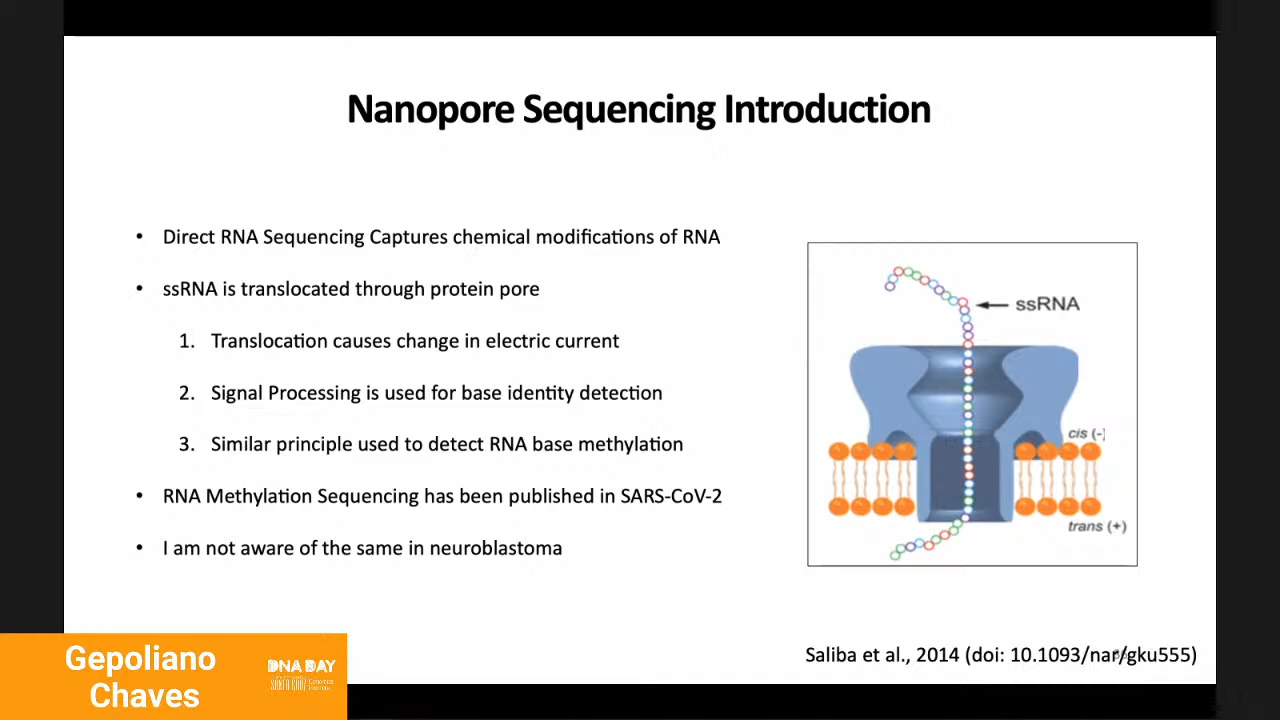 Nanopore Sequencing Introduction
• Direct RNA Sequencing Captures chemical modifications of RNA
• ssRNA is translocated through protein pore
1. Translocation causes change in electric current
2. Signal Processing is used for base identity detection
3. Similar principle used to detect RNA base methylation
• RNA Methylation Sequencing has been published in SARS-CoV-2
• I am not aware of the same in neuroblastoma
ssRNA
cis (-)
trans (+)
Saliba et al., 2014 (doi: 10.1093/nar/gku555)
Gepoliano
Chaves
DNA DAY
SANTA CRUZ Genomics
Institute